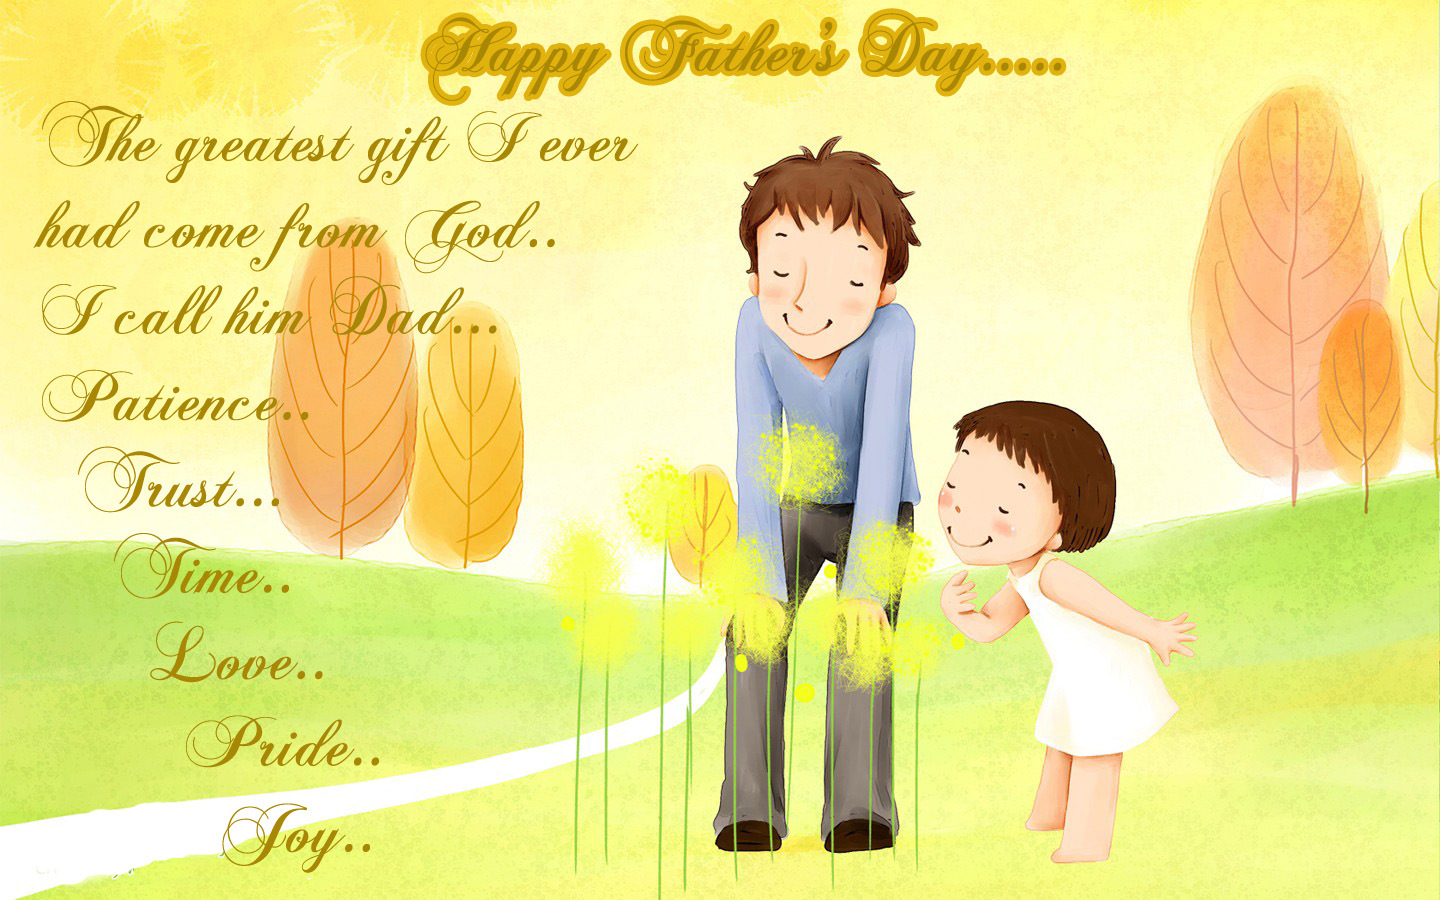 Happy Father's Day.....
The greatest gift I ever
had come from God..
I call him Dad...
Patience..
Trust...
Time..
Love..
Pride..
Joy..